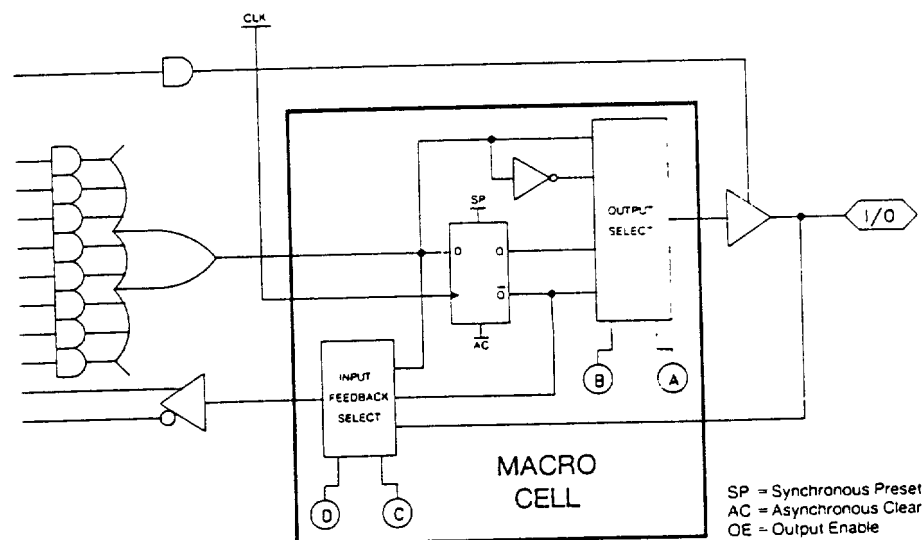 CLK
SP
OUTPUT
SELECT
I/O
D
Q
Q
AC
INPUT
FEEDBACK
SELECT
B
A
D
C
MACRO
CELL
SP = Synchronous Preset
AC = Asynchronous Clear
OE = Output Enable